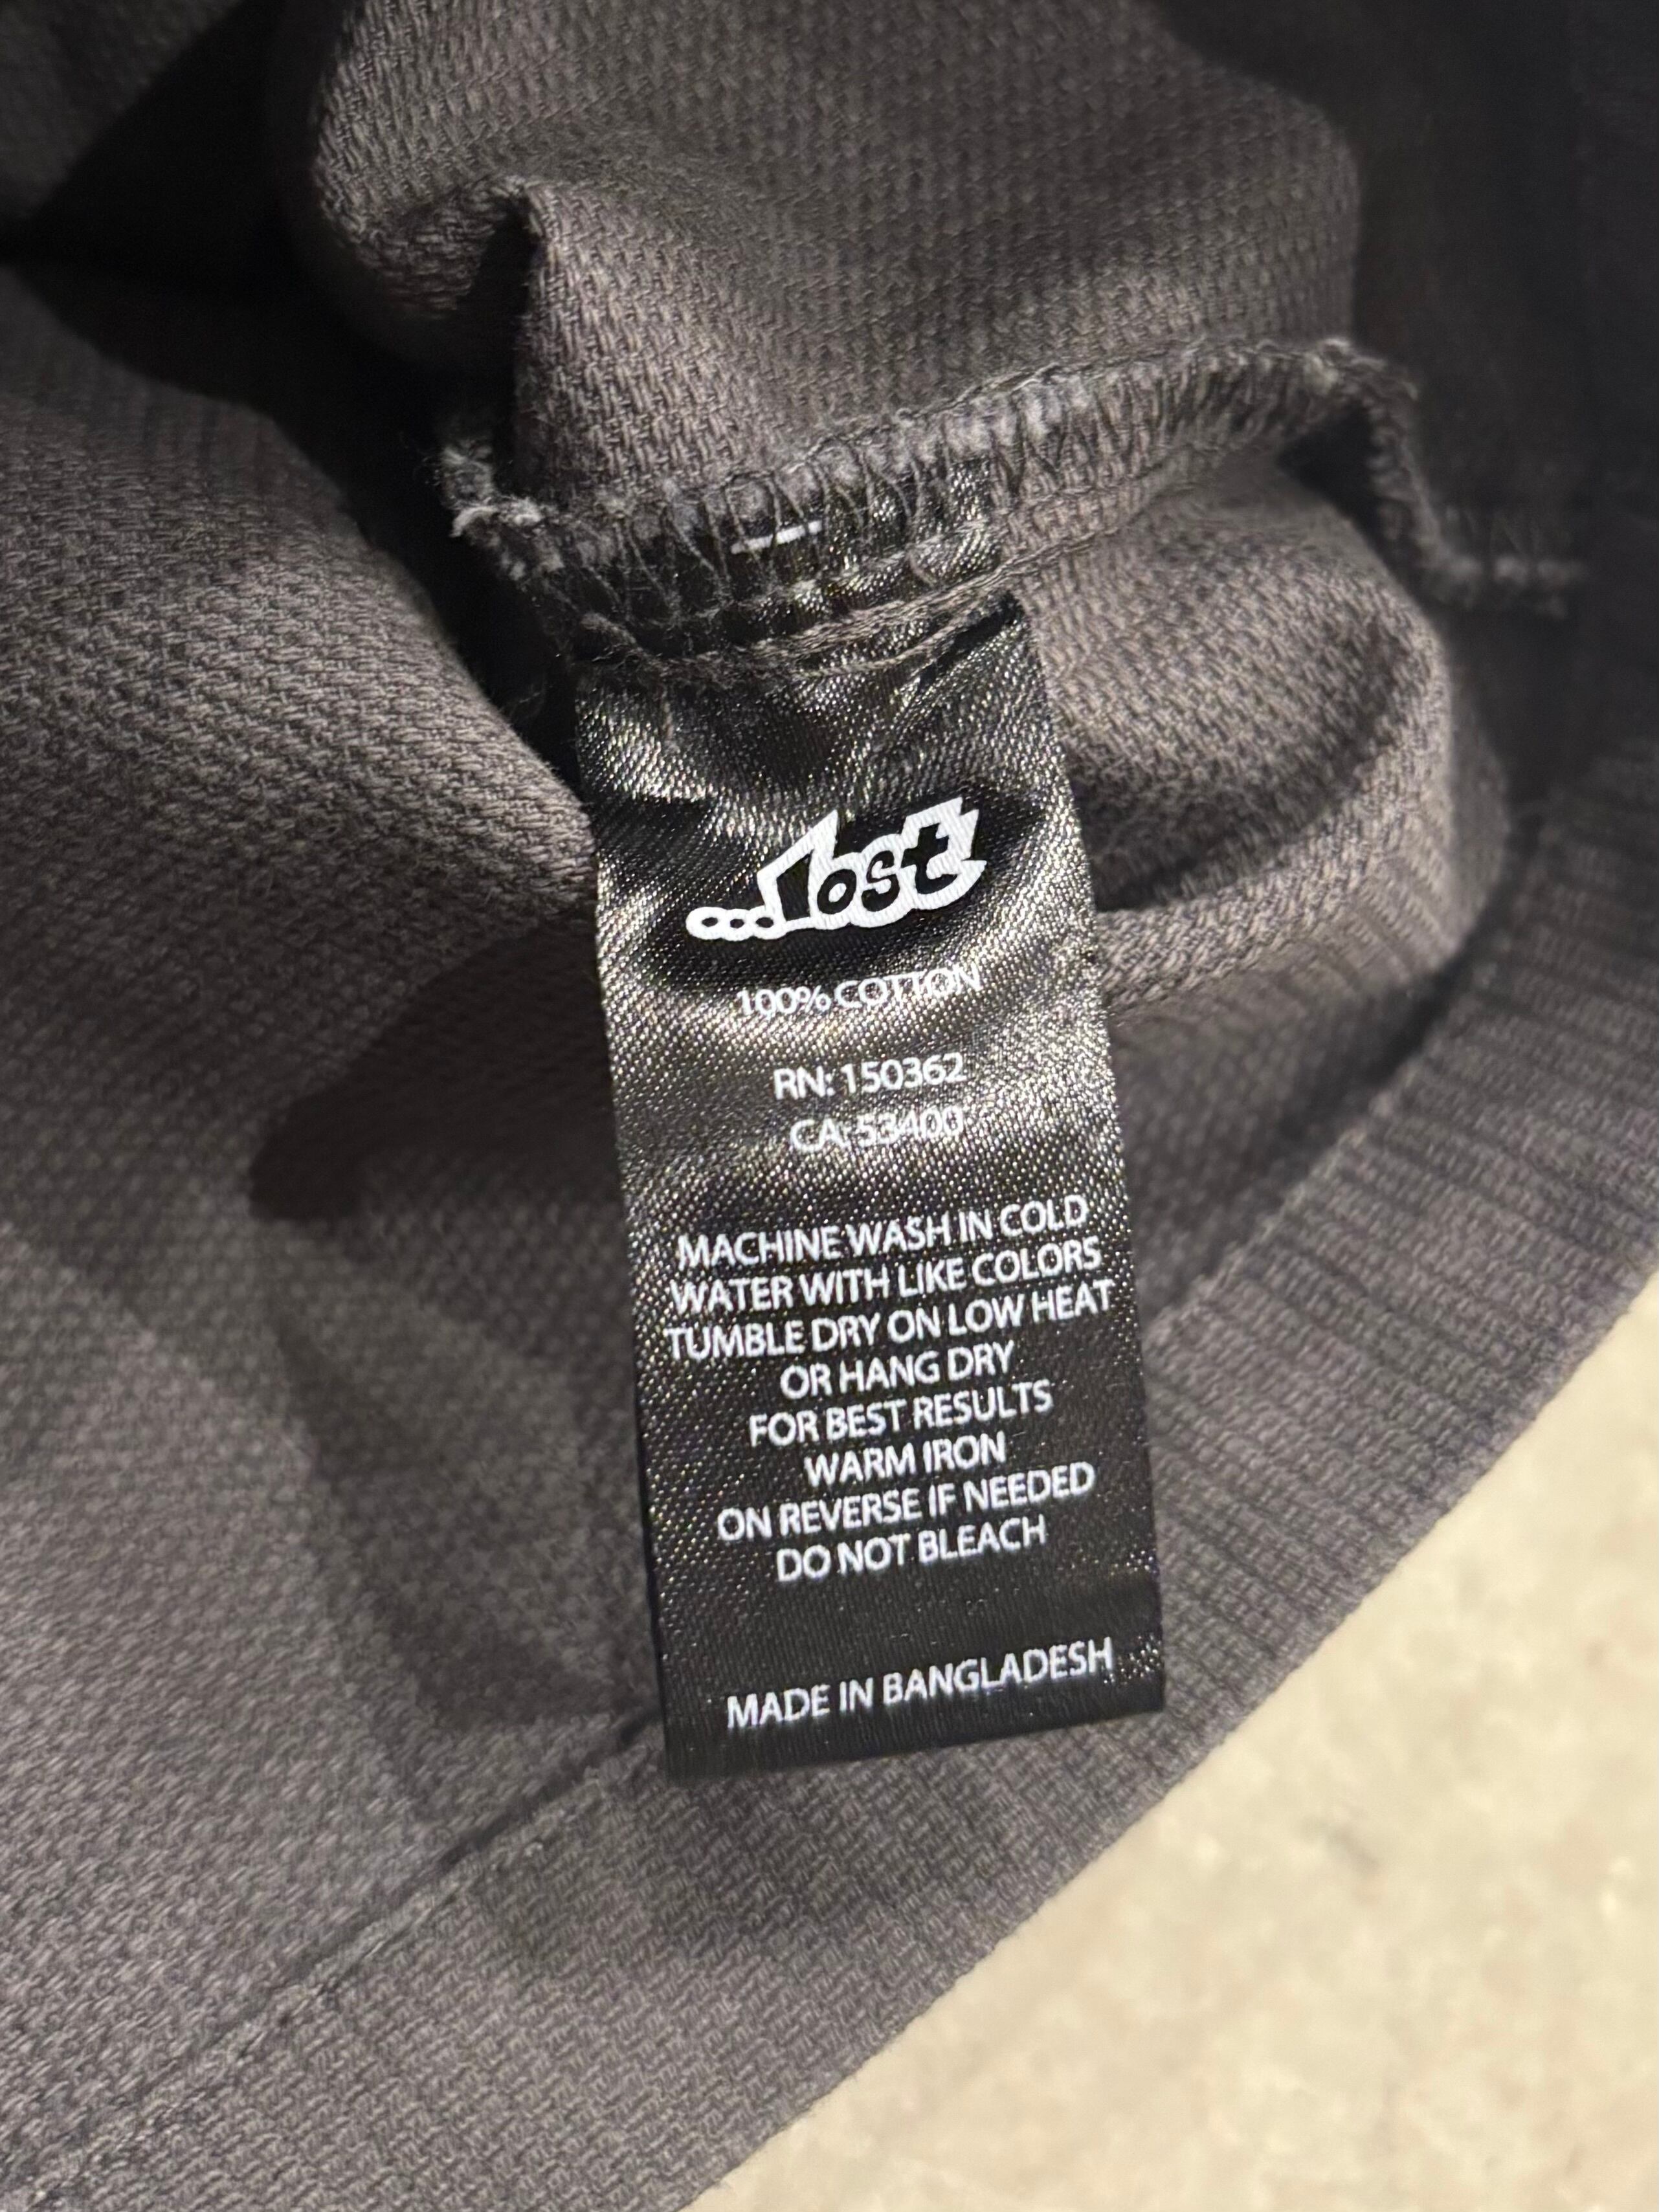 ...lost
100% COTTON
RN: 150362
CA: 53400
MACHINE WASH IN COLD
WATER WITH LIKE COLORS
TUMBLE DRY ON LOW HEAT
OR HANG DRY
FOR BEST RESULTS
WARM IRON
ON REVERSE IF NEEDED
DO NOT BLEACH
MADE IN BANGLADESH